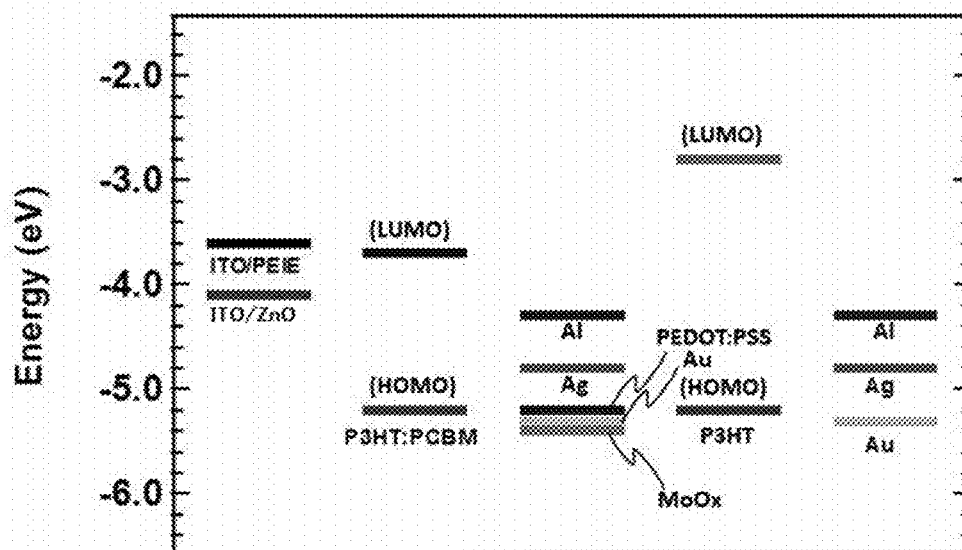 Energy (eV)
-2.0
-3.0
-4.0
-5.0
-6.0
ITO/PEIE
ITO/ZnO
(LUMO)
(HOMO)
P3HT:PCBM
Al
Ag
PEDOT:PSS
Au
MoOx
(LUMO)
(HOMO)
P3HT
Al
Ag
Au